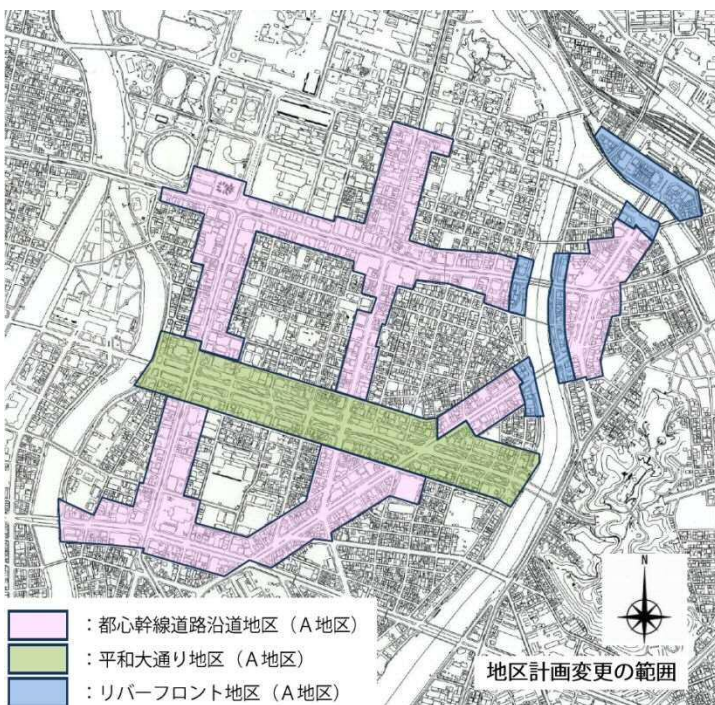 N
地区計画変更の範囲
：都心幹線道路沿道地区（A地区）
：平和大通り地区（A地区）
：リバーフロント地区（A地区）